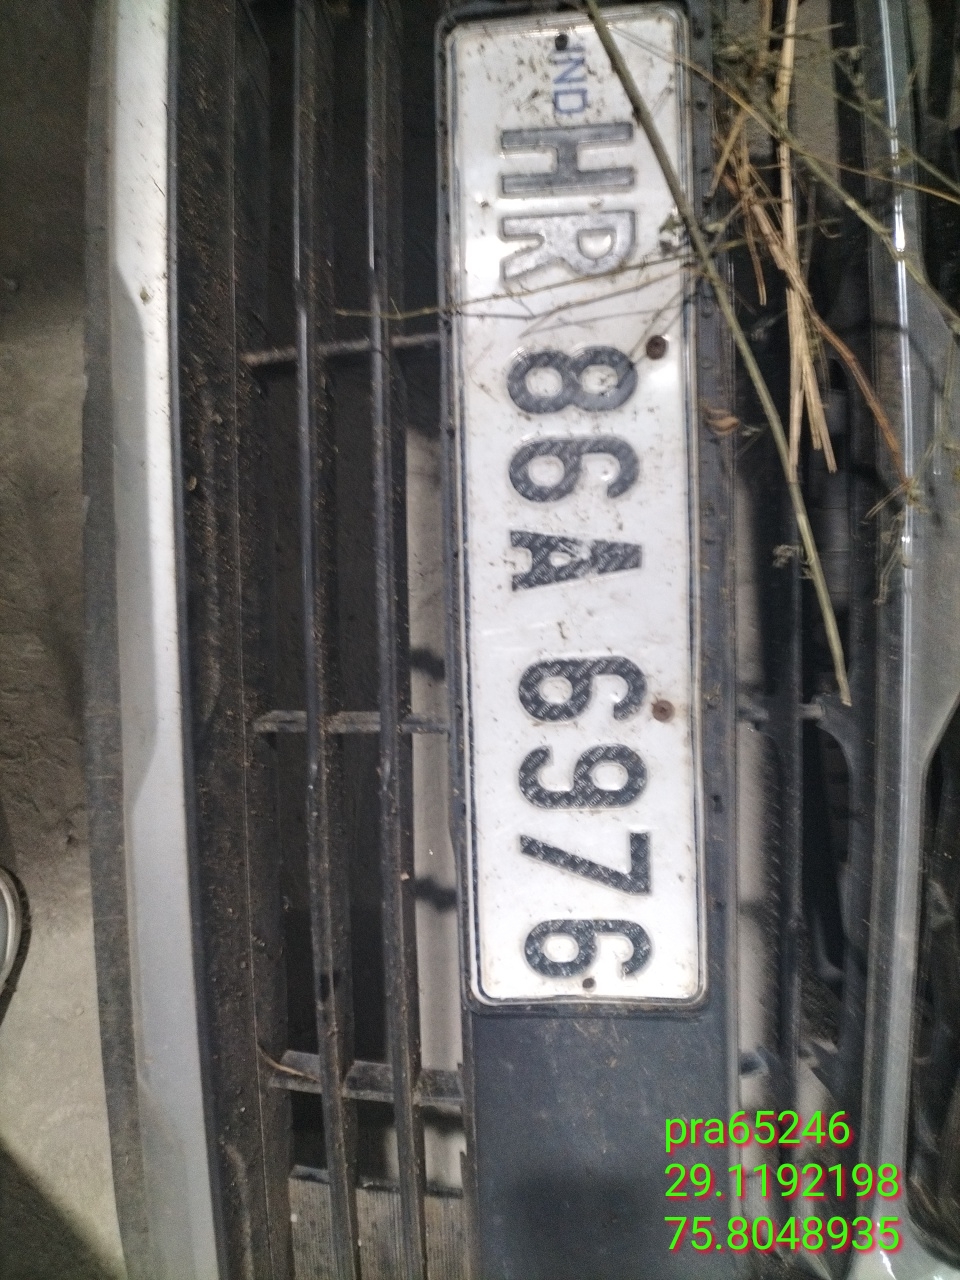 IND
HR 86A 6976
pra65246
29.1192198
75.8048935